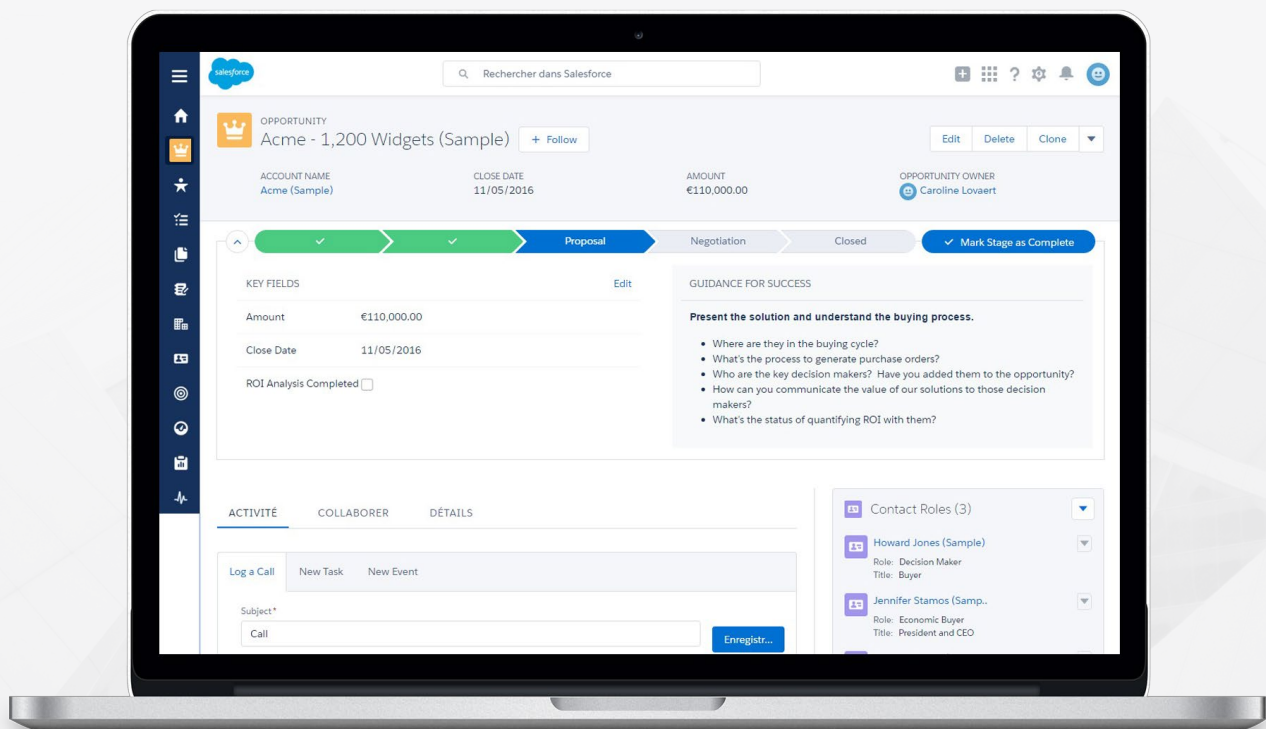 salesforce
Rechercher dans Salesforce
OPPORTUNITY
Acme - 1,200 Widgets (Sample)
+ Follow
Edit
Delete
Clone
ACCOUNT NAME
Acme (Sample)
CLOSE DATE
11/05/2016
AMOUNT
€110,000.00
OPPORTUNITY OWNER
Caroline Lovaert
Proposal
Negotiation
Closed
Mark Stage as Complete
KEY FIELDS
Edit
Amount
€110,000.00
Close Date
11/05/2016
ROI Analysis Completed
GUIDANCE FOR SUCCESS
Present the solution and understand the buying process.
• Where are they in the buying cycle?
• What's the process to generate purchase orders?
• Who are the key decision makers? Have you added them to the opportunity?
• How can you communicate the value of our solutions to those decision
makers?
• What's the status of quantifying ROI with them?
ACTIVITÉ
COLLABORER
DÉTAILS
Log a Call
New Task
New Event
Subject*
Call
Enregistr...
Contact Roles (3)
Howard Jones (Sample)
Role: Decision Maker
Title: Buyer
Jennifer Stamos (Samp..
Role: Economic Buyer
Title: President and CEO